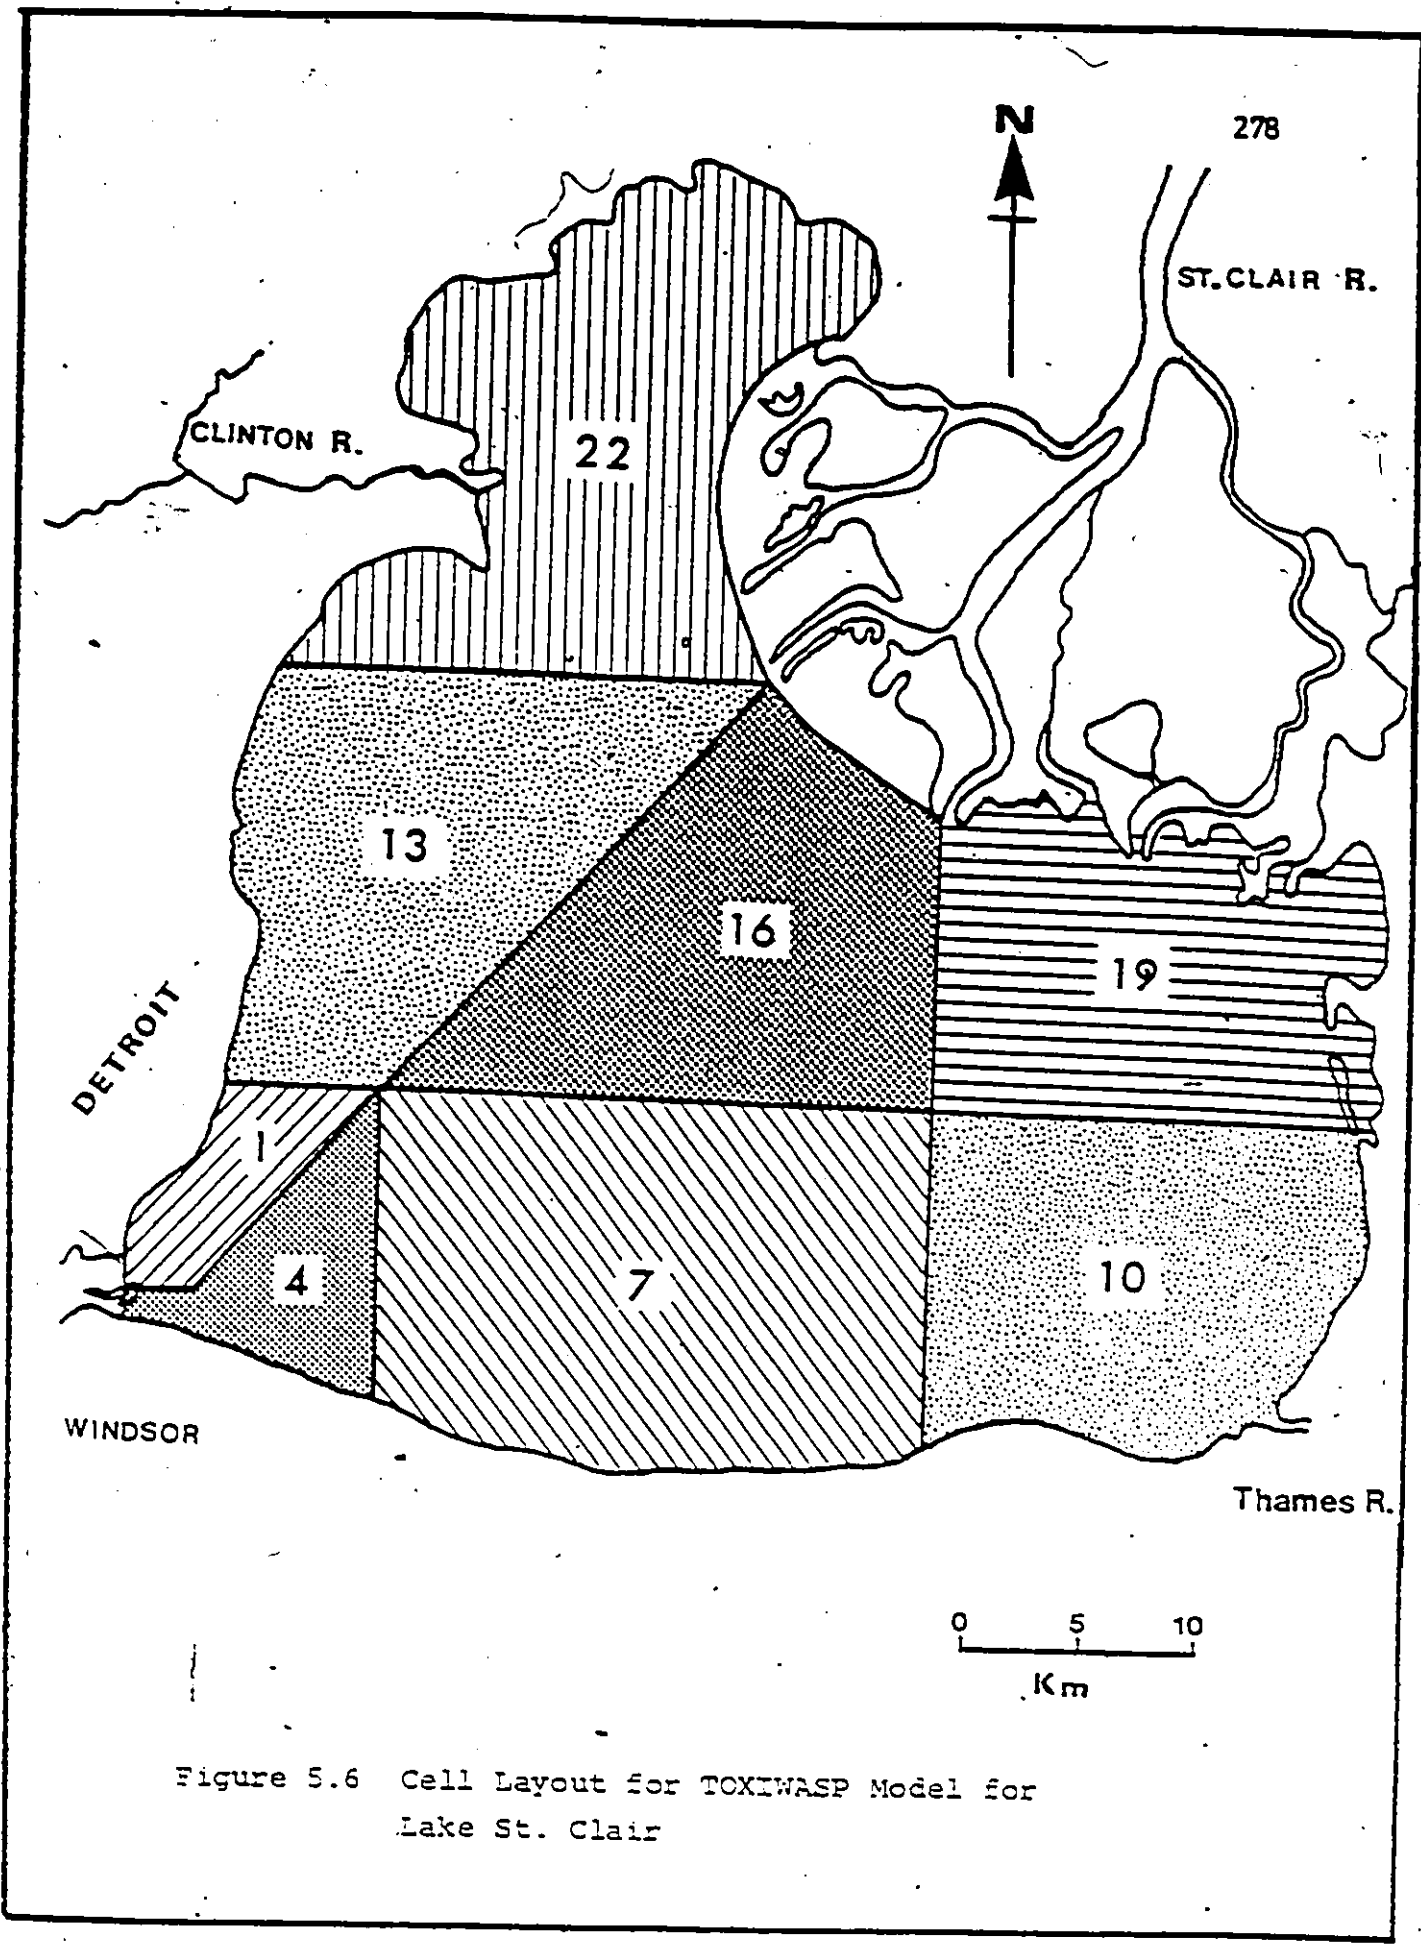 278
N
ST. CLAIR R.
CLINTON R.
22
13
16
19
DETROIT
1
4
7
10
WINDSOR
Thames R.
0 5 10
Km
Figure 5.6 Cell Layout for TOXIWASP Model for
Lake St. Clair